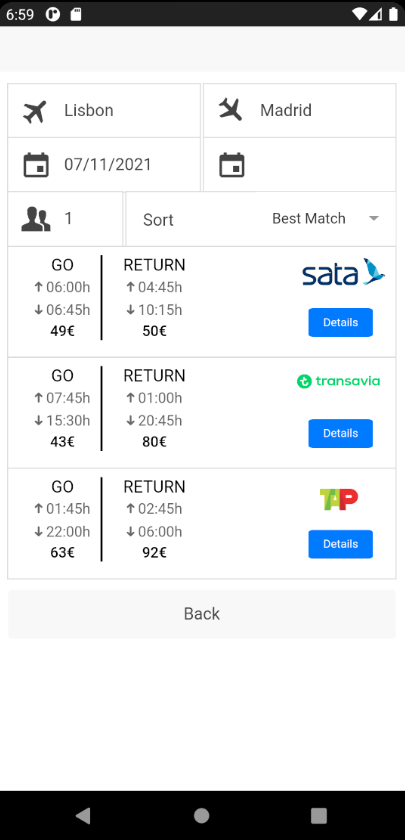 6:59
Lisbon
Madrid
07/11/2021
1
Sort
Best Match
GO
RETURN
06:00h
04:45h
06:45h
10:15h
49€
50€
sata
Details
GO
RETURN
07:45h
01:00h
15:30h
20:45h
43€
80€
transavia
Details
GO
RETURN
01:45h
02:45h
22:00h
06:00h
63€
92€
TAP
Details
Back